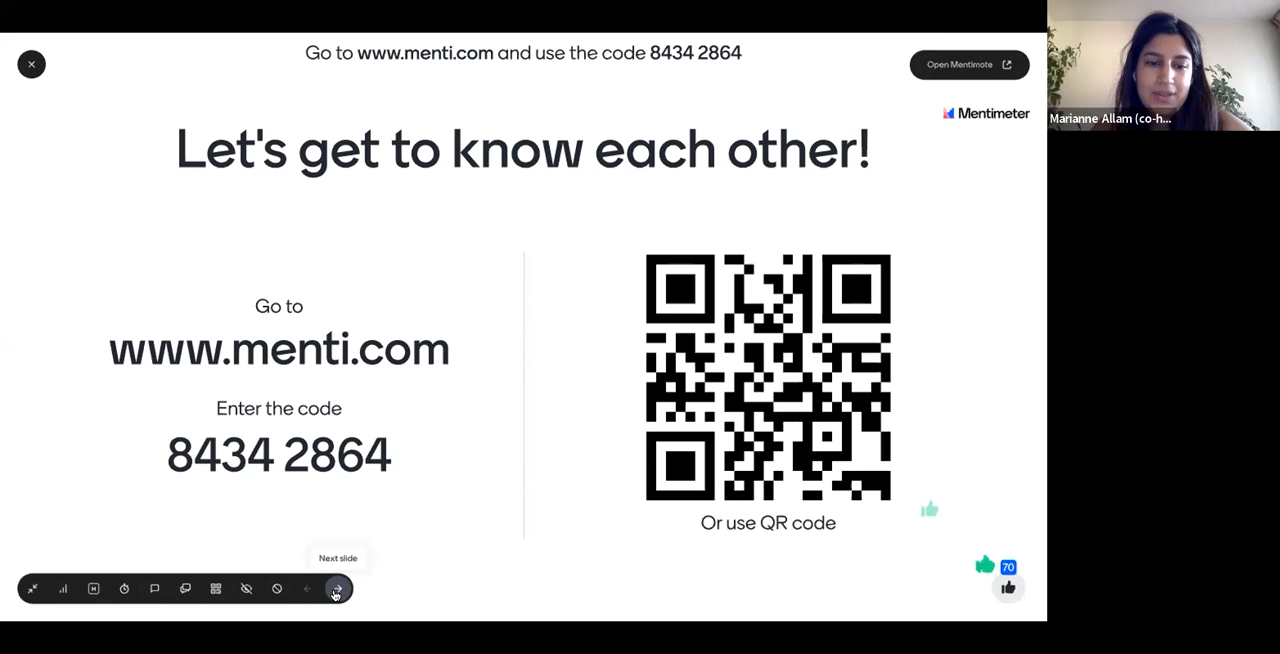 Go to www.menti.com and use the code 8434 2864
Open Mentimote
Marianne Allam (co-h...
Mentimeter
Let's get to know each other!
Go to
www.menti.com
Enter the code
8434 2864
Or use QR code
Next slide
70
H